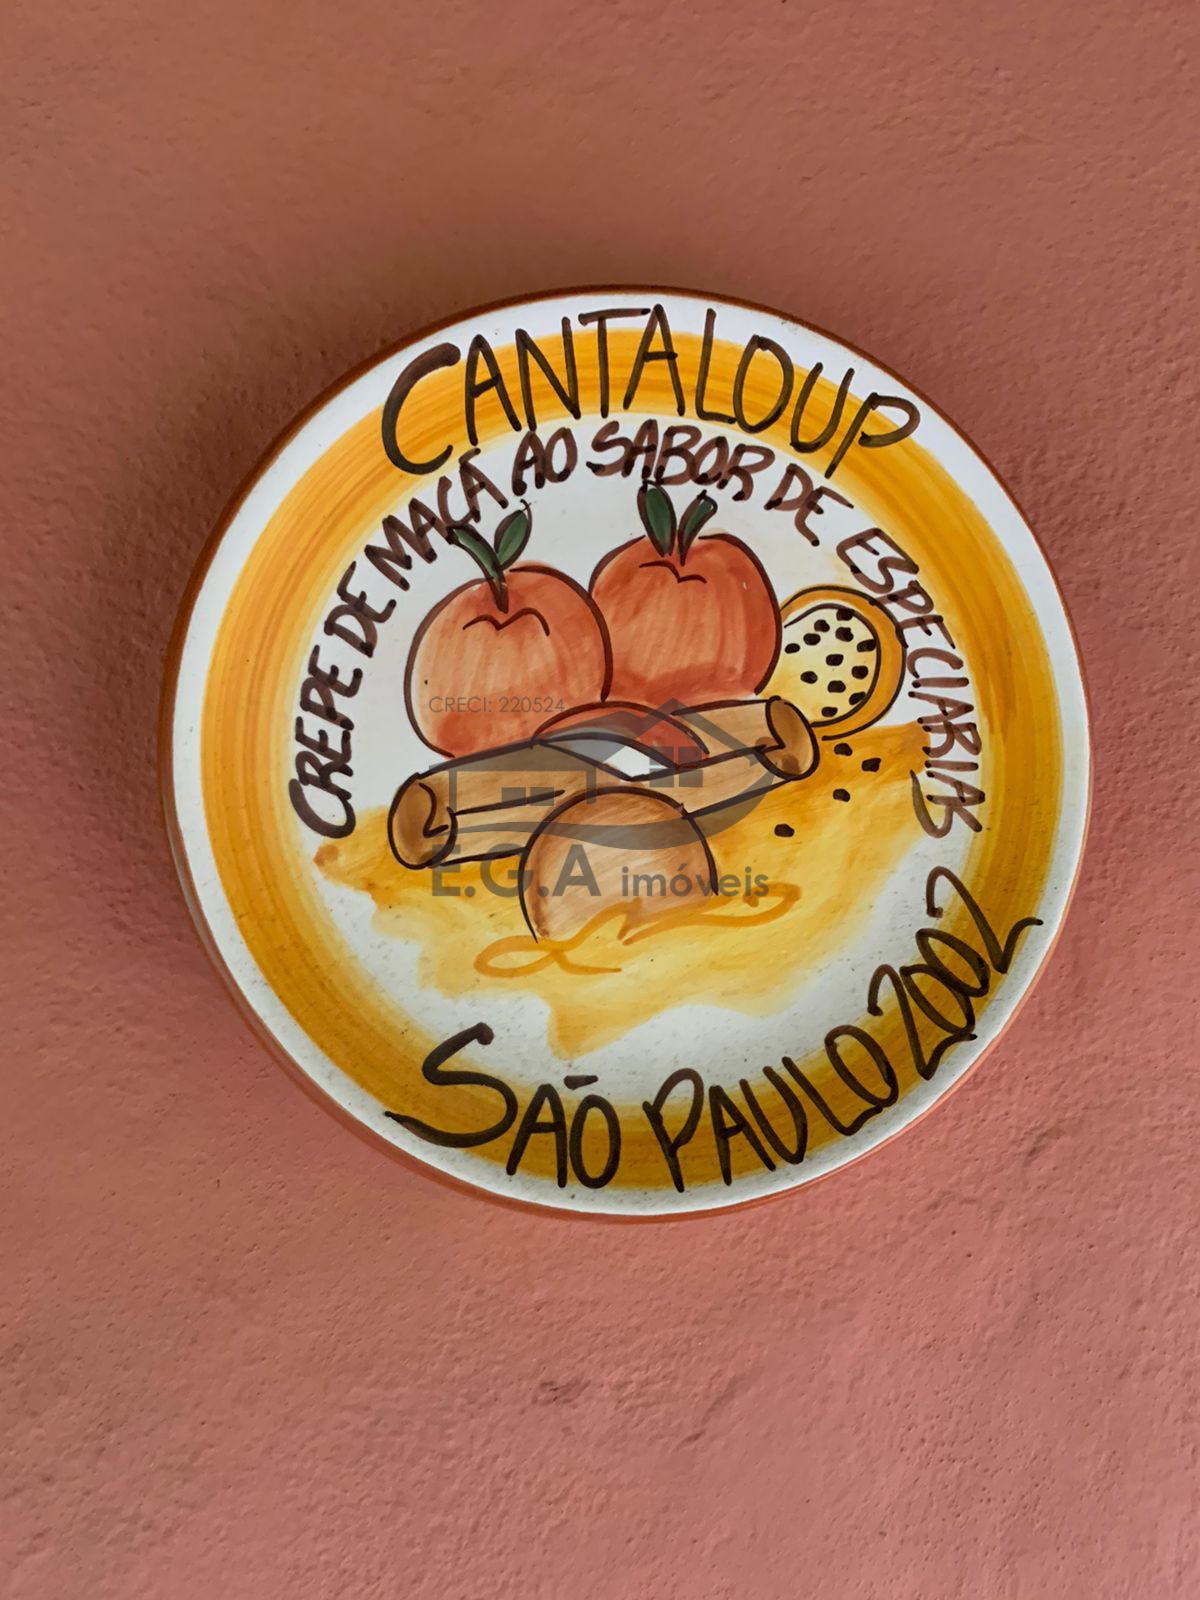 CANTALOUP
CREPE DE MAÇÃ AO SABOR DE ESPECIARIAS
CRECI: 220524
E.G.A imóveis
SÃO PAULO 2002